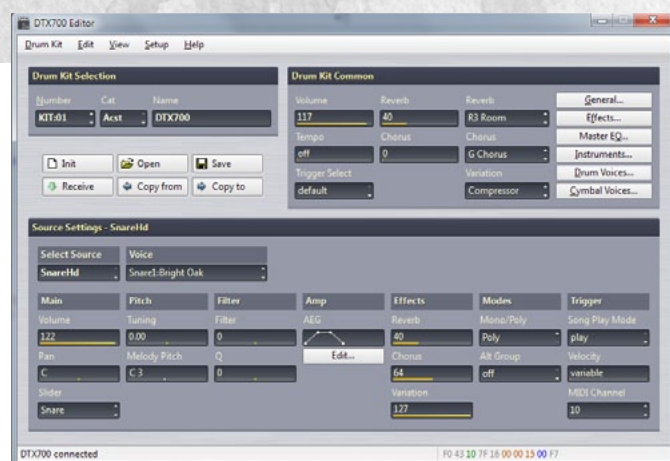 DTX700 Editor
Drum Kit Edit View Setup Help
Drum Kit Selection
Number Cat Name
KIT:01 Acst DTX700
Init Open Save
Receive Copy from Copy to
Drum Kit Common
Volume Reverb Reverb
117 40 R3 Room
Tempo Chorus Chorus
off 0 G Chorus
Trigger Select Variation
default Compressor
General...
Effects...
Master EQ...
Instruments...
Drum Voices...
Cymbal Voices...
Source Settings - SnareHd
Select Source Voice
SnareHd Snare1:Bright Oak
Main Pitch Filter Amp Effects Modes Trigger
Volume Tuning Filter AEG Reverb Mono/Poly Song Play Mode
122 0.00 0 40 Poly play
Pan Melody Pitch Q Edit... Chorus Alt Group Velocity
C C 3 0 64 off variable
Slider Variation MIDI Channel
Snare 127 10
DTX700 connected F0 43 10 7F 16 00 00 15 00 F7